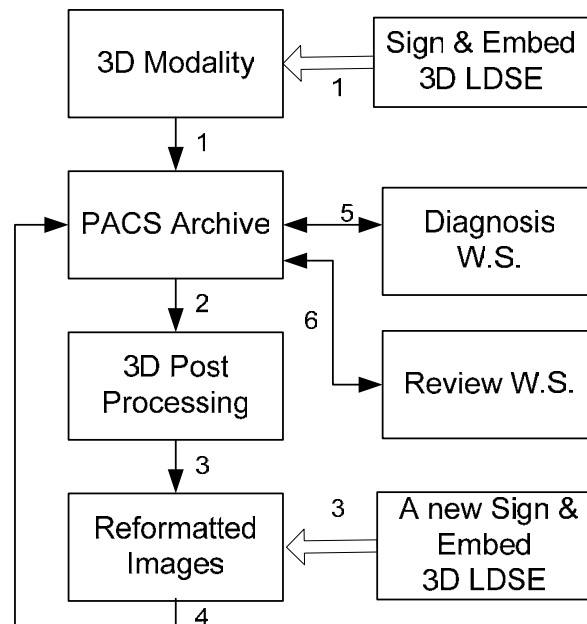 3D Modality
Sign & Embed
3D LDSE
1
1
PACS Archive
5
Diagnosis
W.S.
2
6
3D Post
Processing
Review W.S.
3
Reformatted
Images
3
A new Sign &
Embed
3D LDSE
4